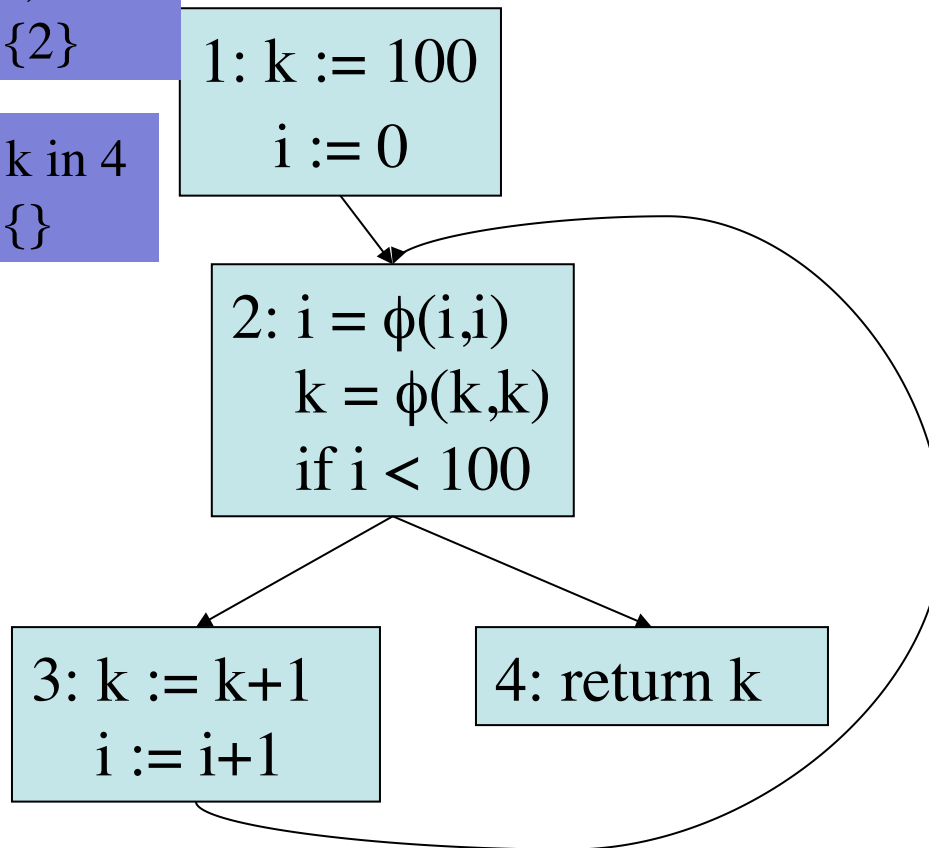 {2}
k in 4
{}
1: k := 100
i := 0
2: i = ϕ(i,i)
k = ϕ(k,k)
if i < 100
3: k := k+1
i := i+1
4: return k